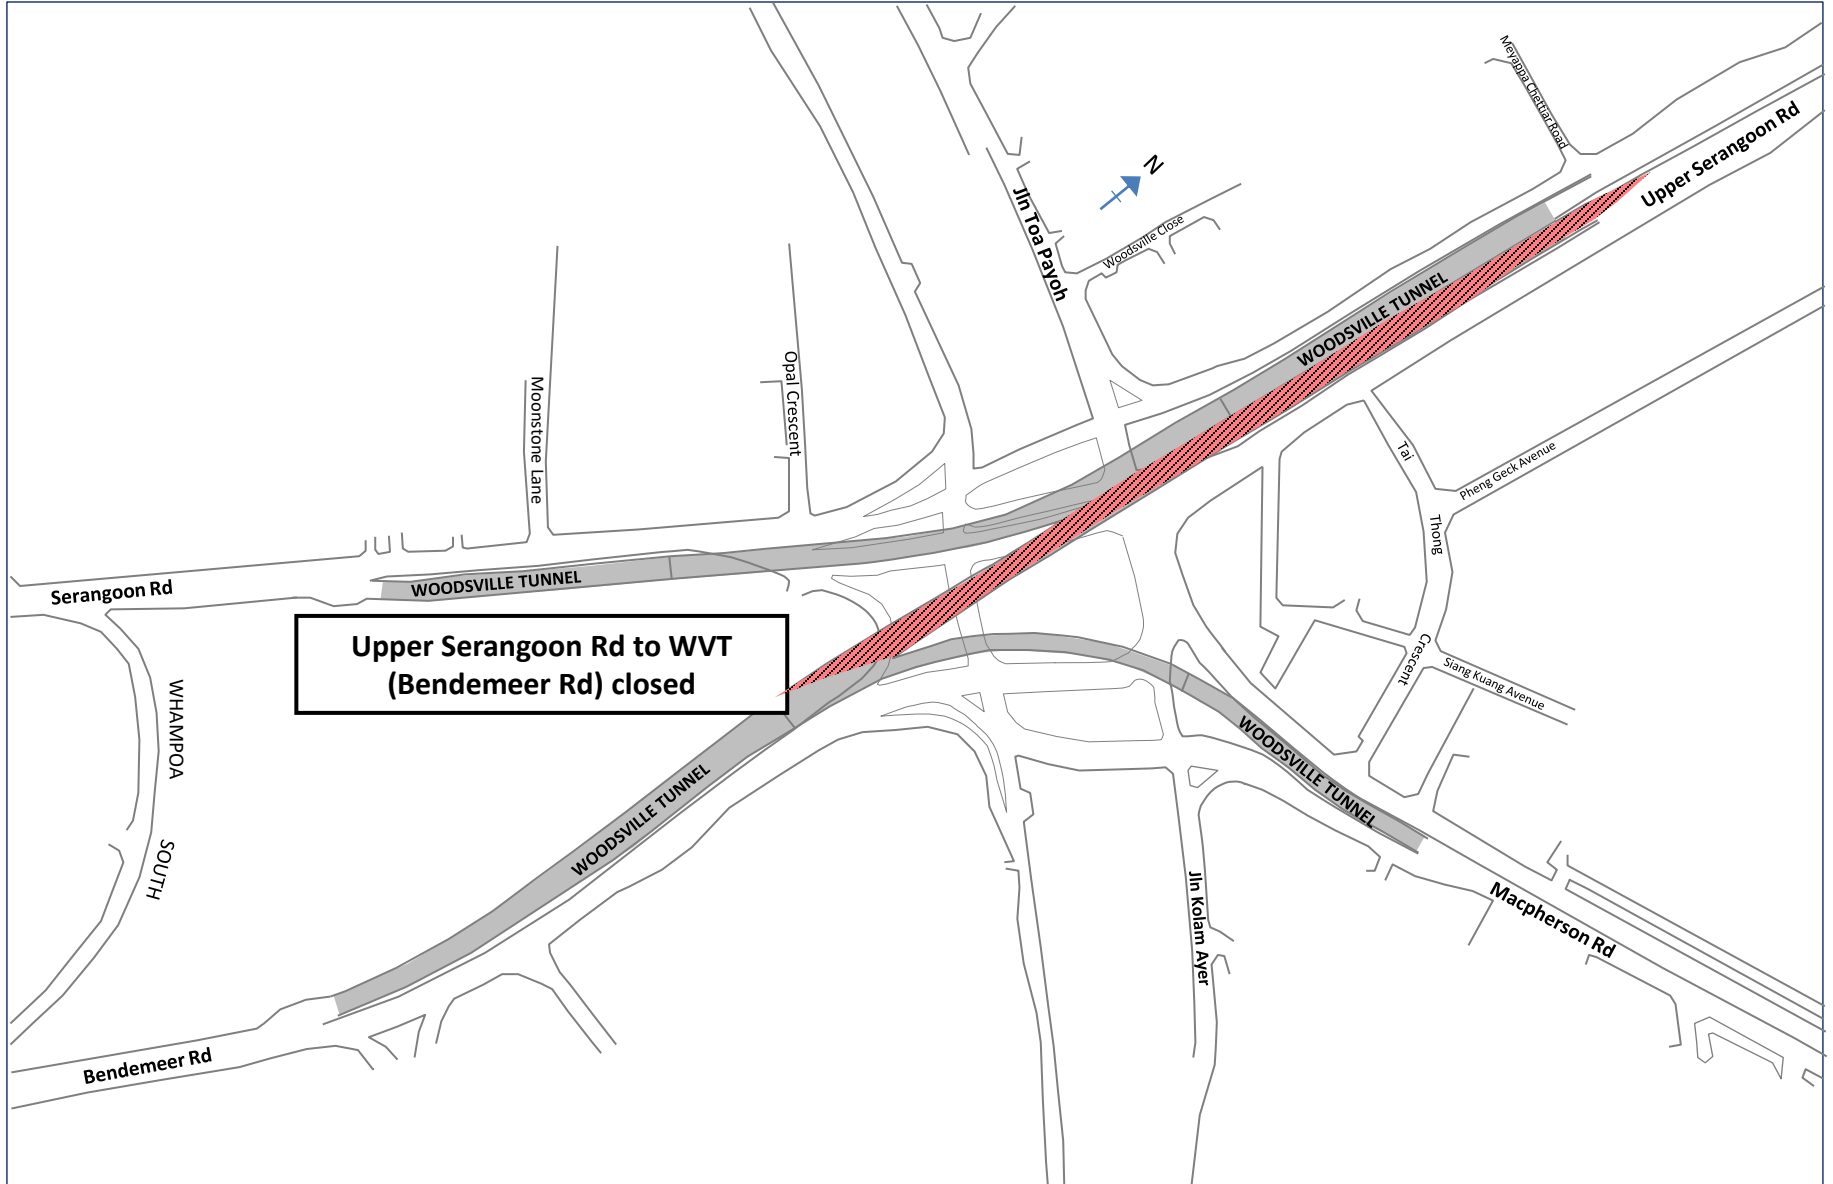 Meyappa Chettiar Road
Upper Serangoon Rd
N
Jln Toa Payoh
Woodsville Close
WOODSVILLE TUNNEL
Opal Crescent
Moonstone Lane
Tai
Thong
Crescent
Pheng Geck Avenue
Siang Kuang Avenue
WOODSVILLE TUNNEL
Serangoon Rd
Upper Serangoon Rd to WVT
(Bendemeer Rd) closed
WHAMPOA
SOUTH
WOODSVILLE TUNNEL
WOODSVILLE TUNNEL
Jln Kolam Ayer
Macpherson Rd
Bendemeer Rd